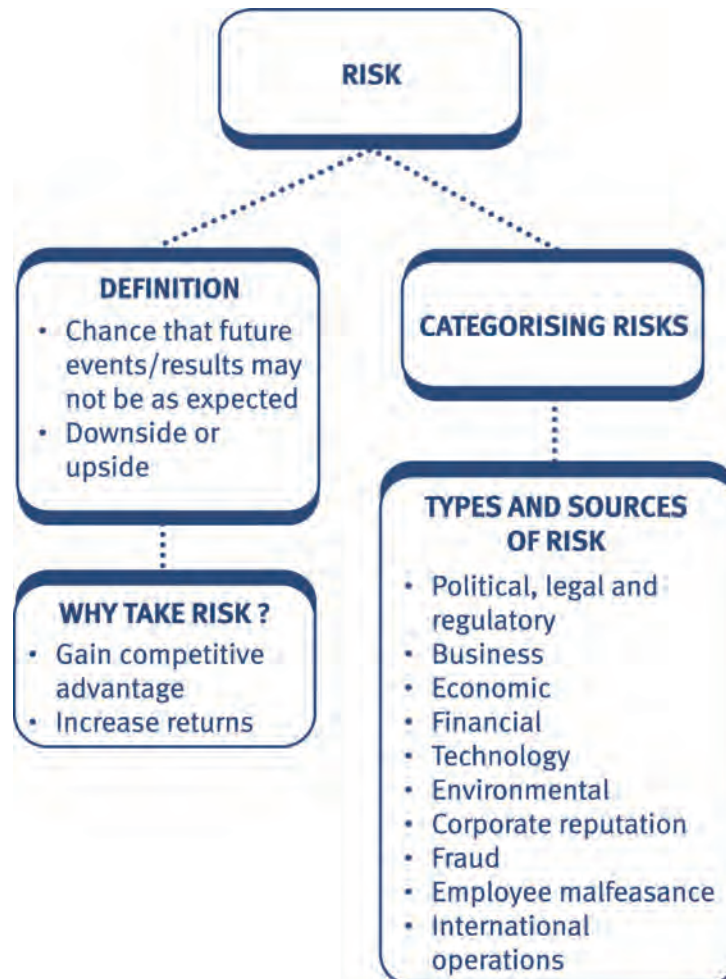 RISK
DEFINITION
• Chance that future
events/results may
not be as expected
• Downside or
upside
WHY TAKE RISK ?
• Gain competitive
advantage
• Increase returns
CATEGORISING RISKS
TYPES AND SOURCES
OF RISK
• Political, legal and
regulatory
• Business
• Economic
• Financial
• Technology
• Environmental
• Corporate reputation
• Fraud
• Employee malfeasance
• International
operations